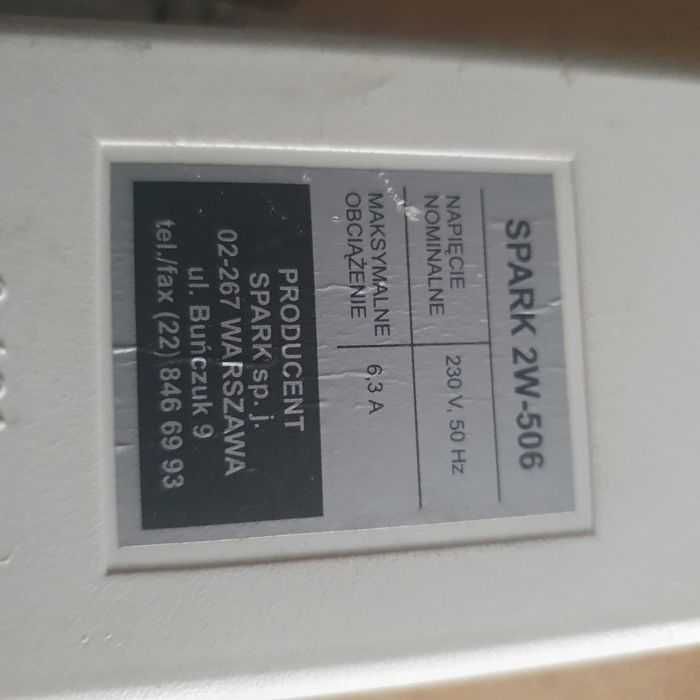 SPARK 2W-506
NAPIĘCIE
NOMINALNE
230 V, 50 Hz
MAKSYMALNE
OBCIĄŻENIE
6,3 A
PRODUCENT
SPARK sp. j.
02-267 WARSZAWA
ul. Buńczuk 9
tel./fax (22) 846 69 93